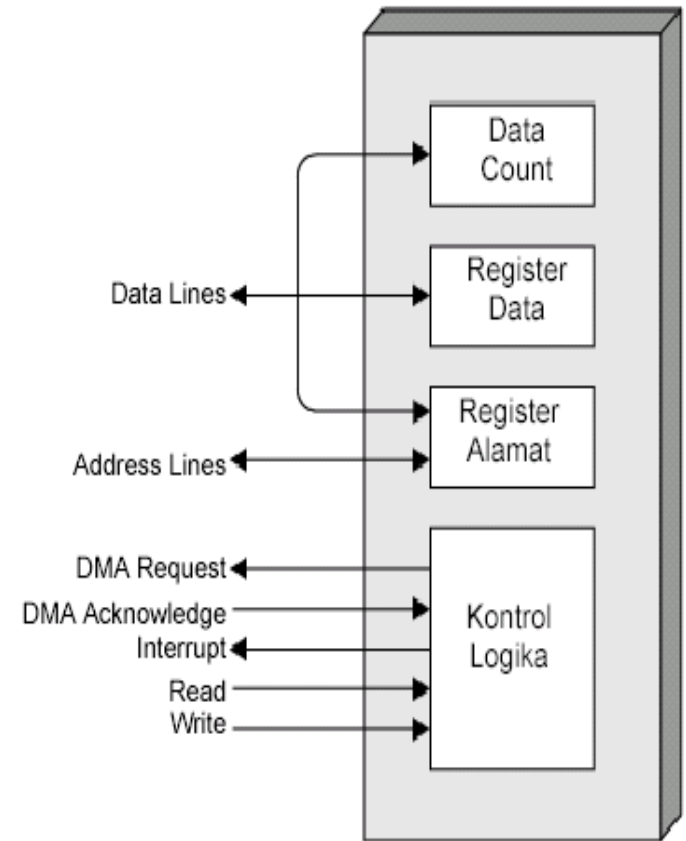 Data
Count
Register
Data
Data Lines
Register
Alamat
Address Lines
DMA Request
DMA Acknowledge
Interrupt
Read
Write
Kontrol
Logika